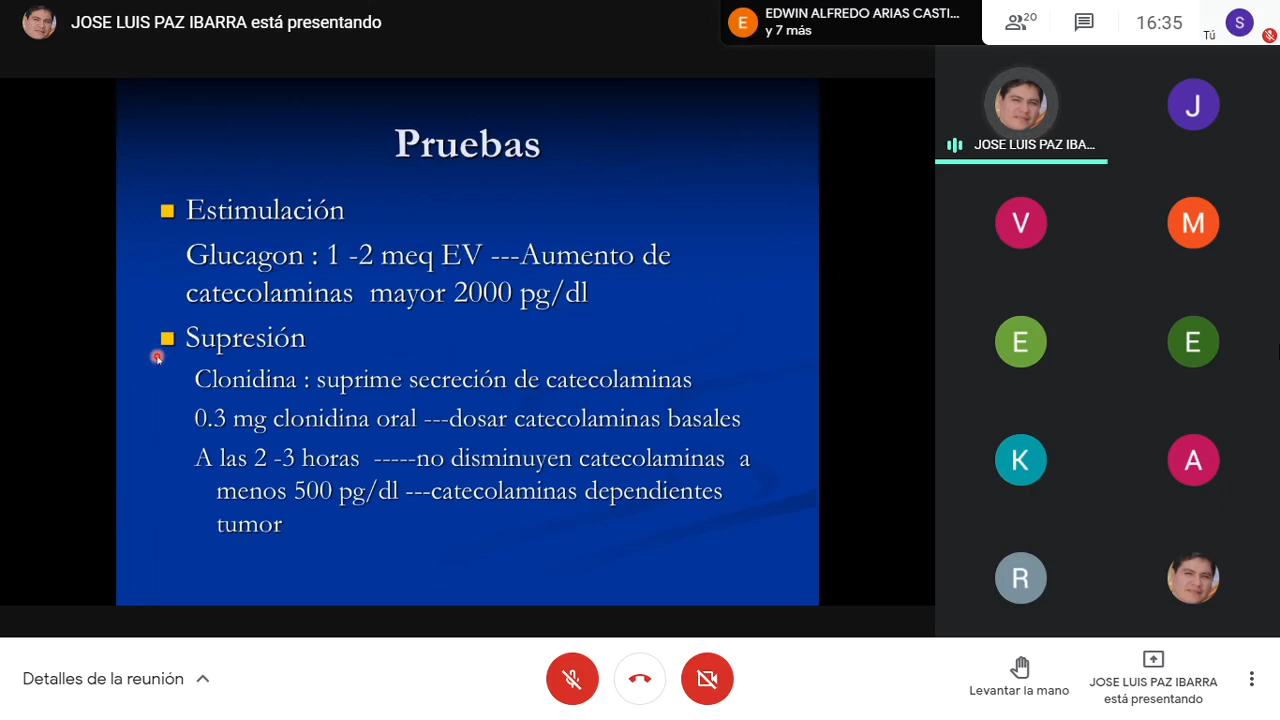 JOSE LUIS PAZ IBARRA está presentando
EDWIN ALFREDO ARIAS CASTI...
y 7 más
E
20
16:35
Tú
S
Pruebas
Estimulación
Glucagon : 1 -2 meq EV ---Aumento de
catecolaminas mayor 2000 pg/dl
Supresión
Clonidina : suprime secreción de catecolaminas
0.3 mg clonidina oral ---dosar catecolaminas basales
A las 2 -3 horas -----no disminuyen catecolaminas a
menos 500 pg/dl ---catecolaminas dependientes
tumor
J
JOSE LUIS PAZ IBA...
V
M
E
E
K
A
R
Detalles de la reunión
Levantar la mano
JOSE LUIS PAZ IBARRA
está presentando